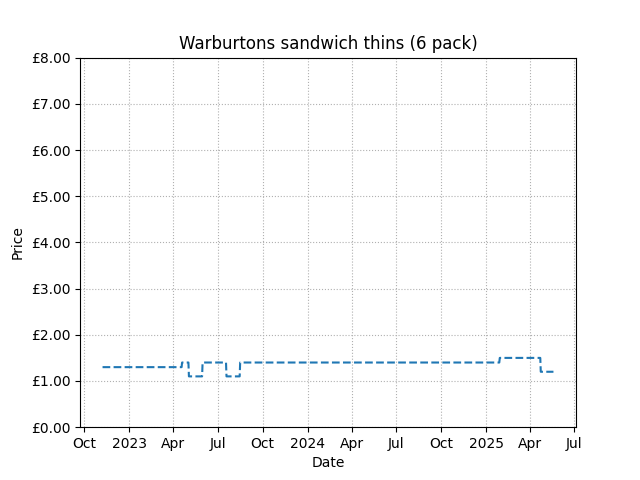 Warburtons sandwich thins (6 pack)
£8.00
£7.00
£6.00
£5.00
£4.00
£3.00
£2.00
£1.00
£0.00
Price
Oct 2023 Apr Jul Oct 2024 Apr Jul Oct 2025 Apr Jul
Date